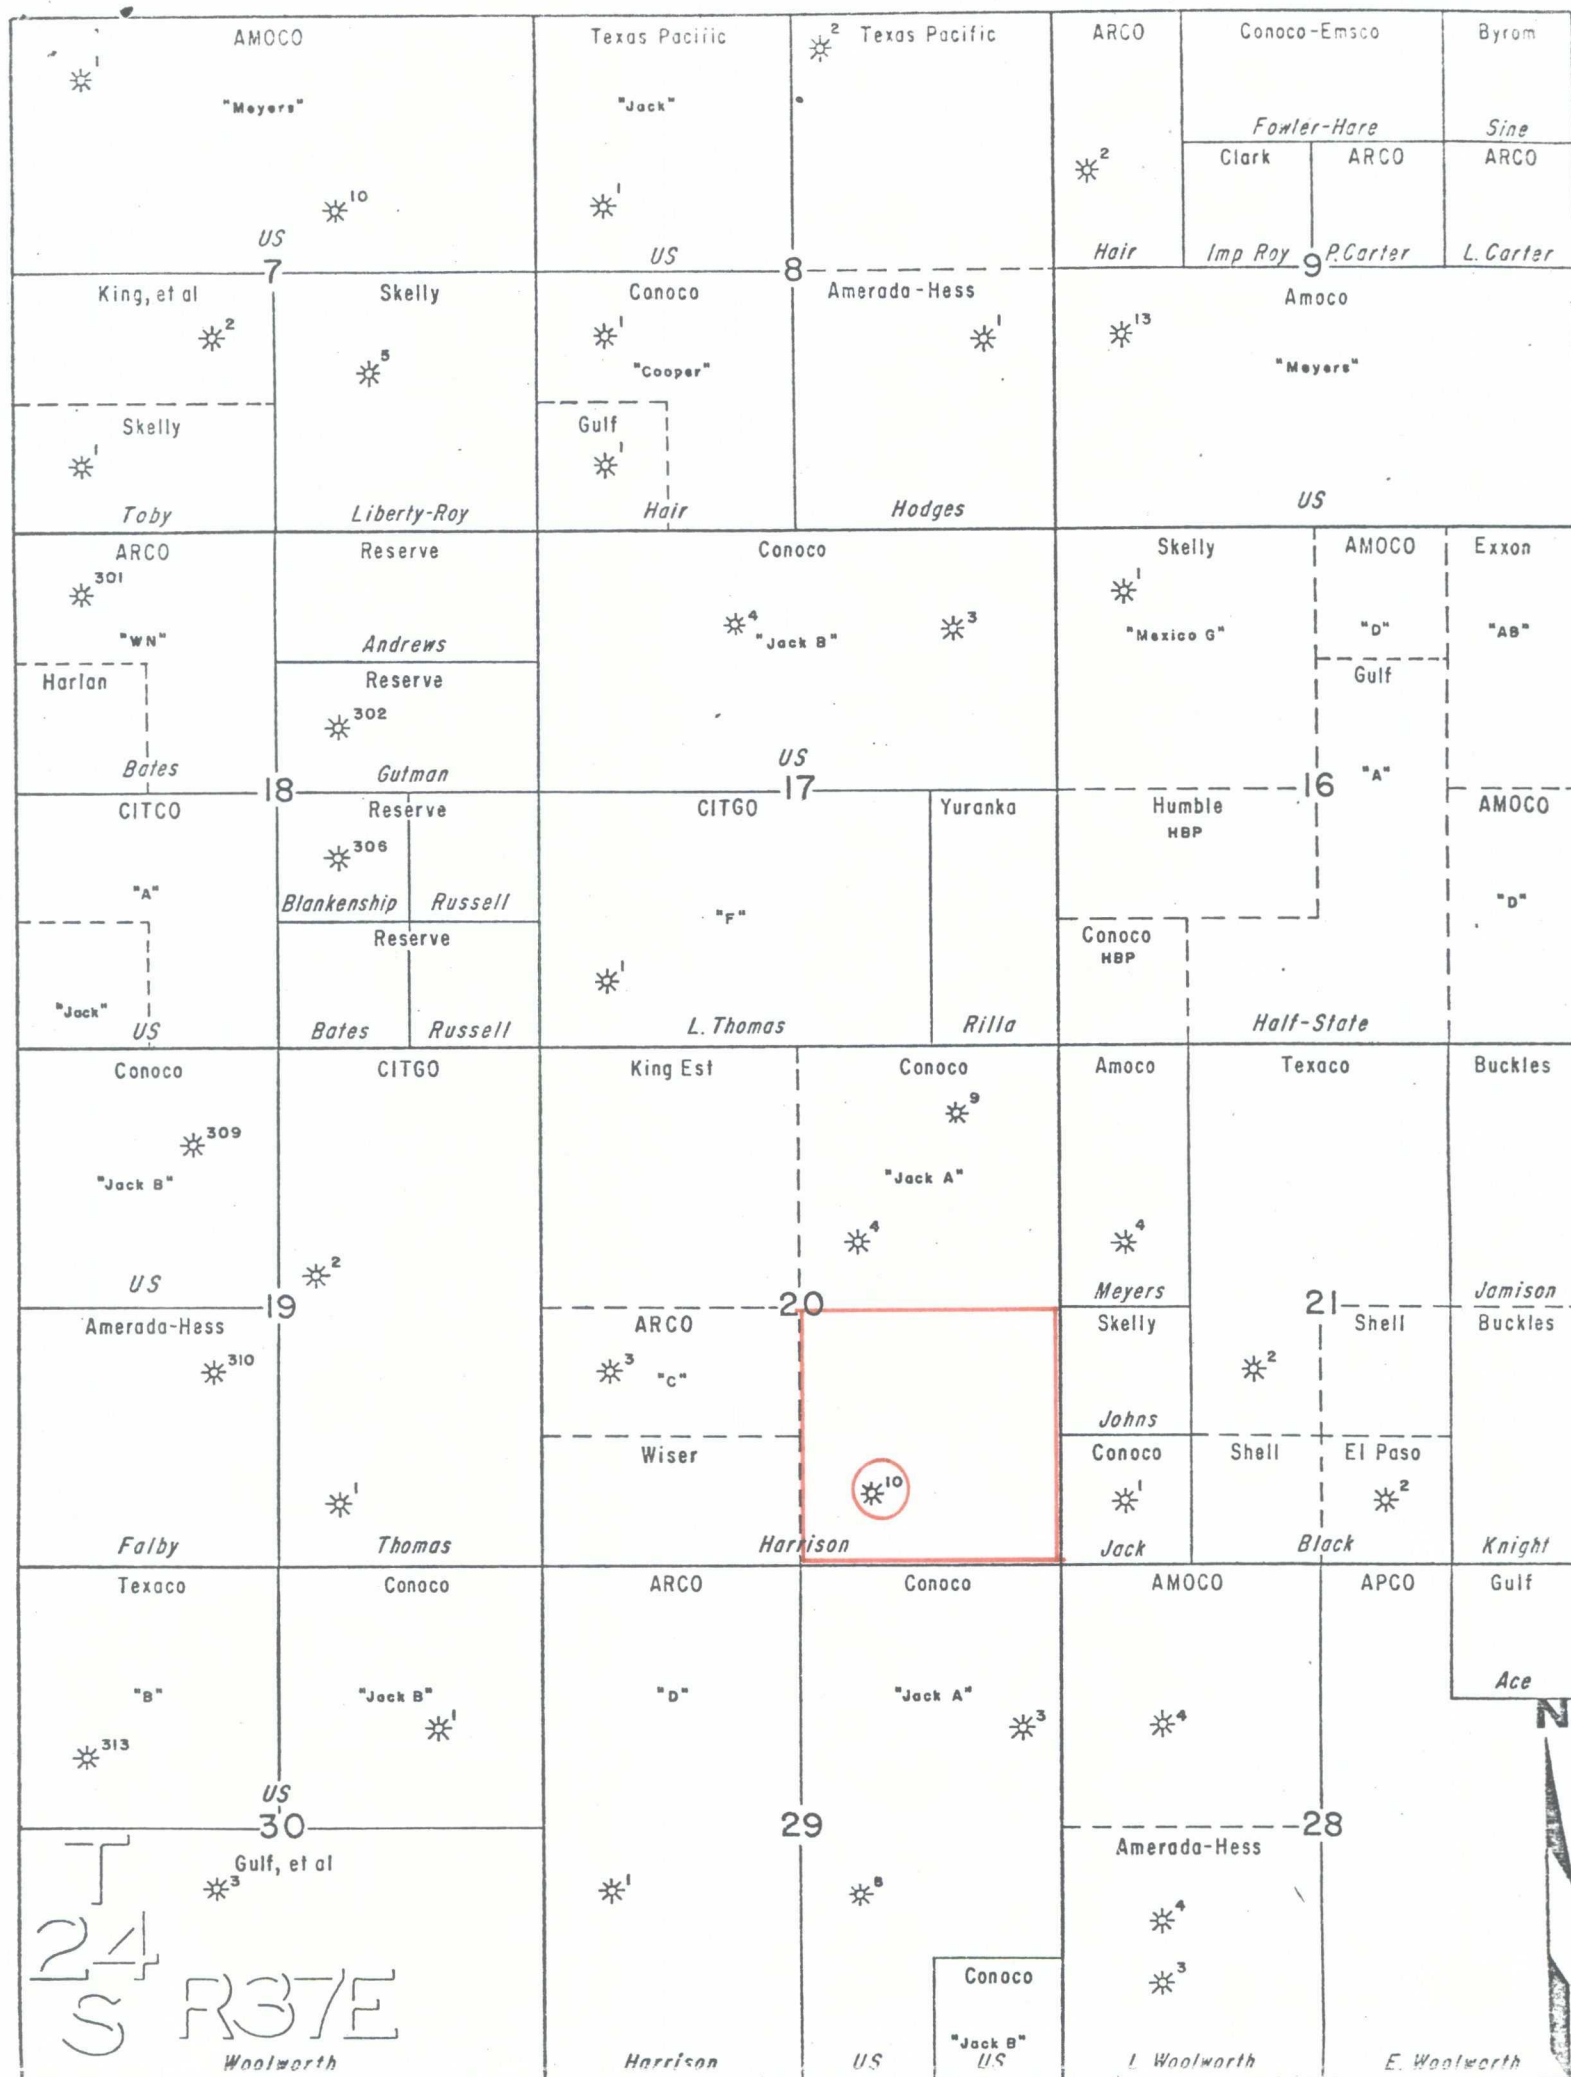 AMOCO
Texas Pacific
2 Texas Pacific
ARCO
Conoco-Emsco
Byrom
1
"Meyers"
"Jack"
Fowler-Hare
Sine
2
Clark
ARCO
ARCO
10
1
US
US
Hair
Imp Roy
P. Carter
L. Carter
7
8
9
King, et al
Skelly
Conoco
Amerada-Hess
Amoco
2
5
1
"Cooper"
1
13
"Meyers"
Skelly
Gulf
1
1
Toby
Liberty-Roy
Hair
Hodges
US
ARCO
Reserve
Conoco
Skelly
AMOCO
Exxon
301
4
3
1
"WN"
Andrews
"Jack B"
"Mexico G"
"D"
"AB"
Harlan
Reserve
Gulf
302
Bates
Gutman
US
"A"
18
17
16
CITCO
Reserve
CITGO
Yuranka
Humble
HBP
AMOCO
306
"A"
Blankenship
Russell
"F"
"D"
Reserve
Conoco
HBP
1
"Jack"
US
Bates
Russell
L. Thomas
Rilla
Half-State
Conoco
CITGO
King Est
Conoco
Amoco
Texaco
Buckles
309
9
"Jack B"
"Jack A"
2
4
4
US
Meyers
Jamison
19
20
21
Amerada-Hess
ARCO
Skelly
Shell
Buckles
310
3
"C"
2
Johns
Wiser
Conoco
Shell
El Paso
1
10
1
2
Falby
Thomas
Harrison
Jack
Black
Knight
Texaco
Conoco
ARCO
Conoco
AMOCO
APCO
Gulf
"B"
"Jack B"
"D"
"Jack A"
Ace
313
1
3
4
N
US
30
29
28
Gulf, et al
Amerada-Hess
3
1
4
T
24
S
R37E
Conoco
3
"Jack B"
Woolworth
Harrison
US
US
L Woolworth
E. Woolworth